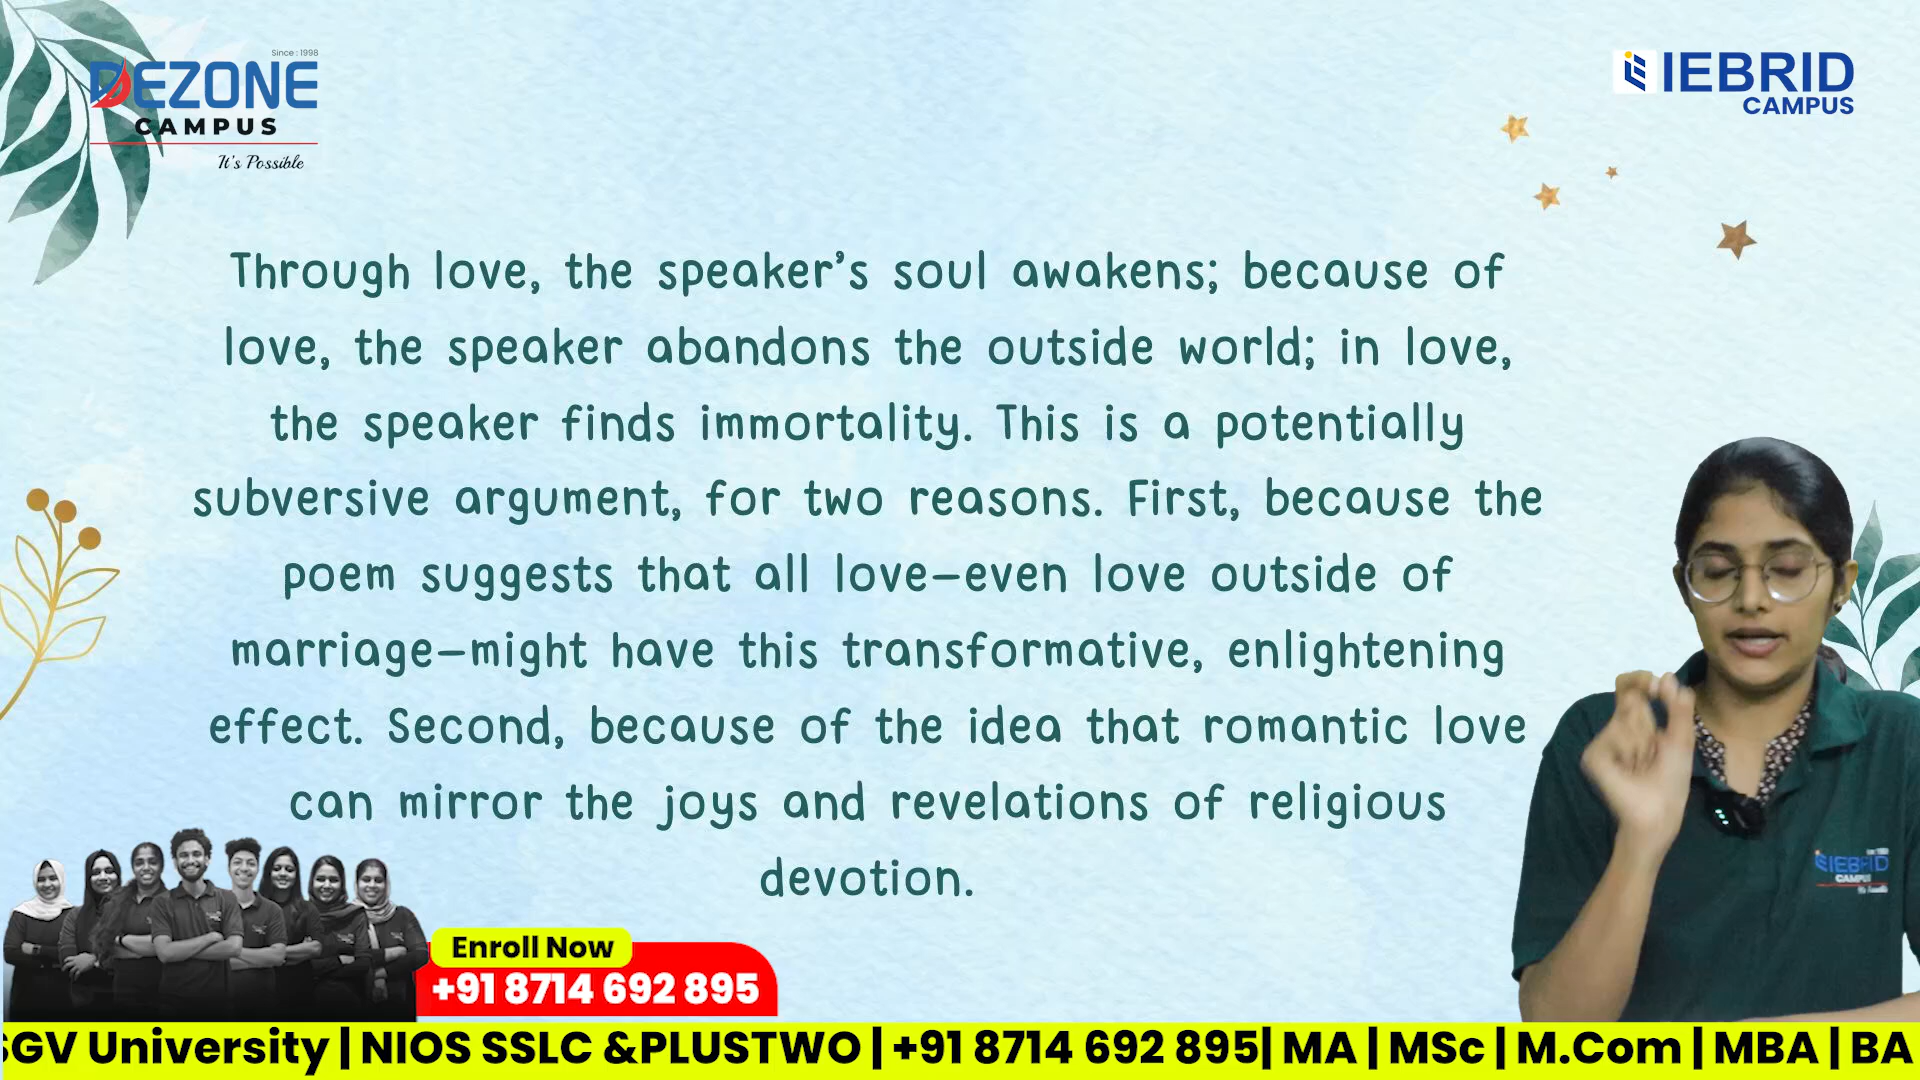 Since : 1998
DEZONE
CAMPUS
It's Possible
IEBRID
CAMPUS
Through love, the speaker’s soul awakens; because of
love, the speaker abandons the outside world; in love,
the speaker finds immortality. This is a potentially
subversive argument, for two reasons. First, because the
poem suggests that all love—even love outside of
marriage—might have this transformative, enlightening
effect. Second, because of the idea that romantic love
can mirror the joys and revelations of religious
devotion.
IEBRID
CAMPUS
Enroll Now
+91 8714 692 895
SGV University | NIOS SSLC &PLUSTWO | +91 8714 692 895| MA | MSc | M.Com | MBA | BA